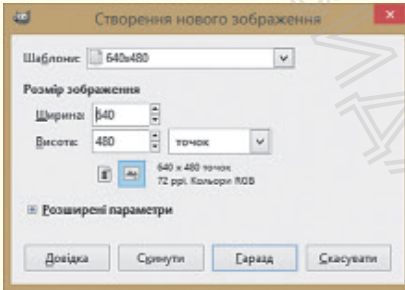 Створення нового зображення
Шаблони: 640x480
Розмір зображення
Ширина: 640
Висота: 480 точок
640 x 480 точок
72 ppi, Кольори RGB
Розширені параметри
Довідка Скинути Гаразд Скасувати